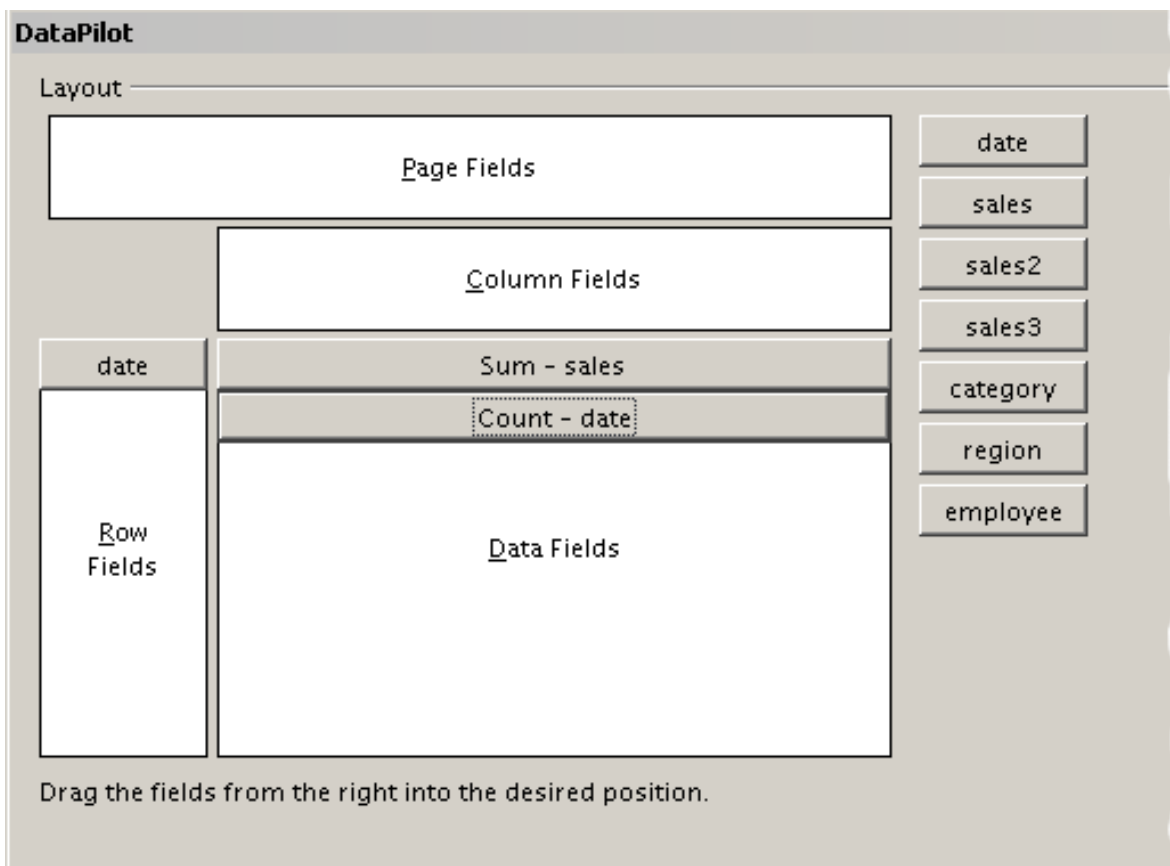 DataPilot
Layout
Page Fields
date
sales
Column Fields
sales2
sales3
date
Sum - sales
category
Count - date
region
employee
Row
Fields
Data Fields
Drag the fields from the right into the desired position.